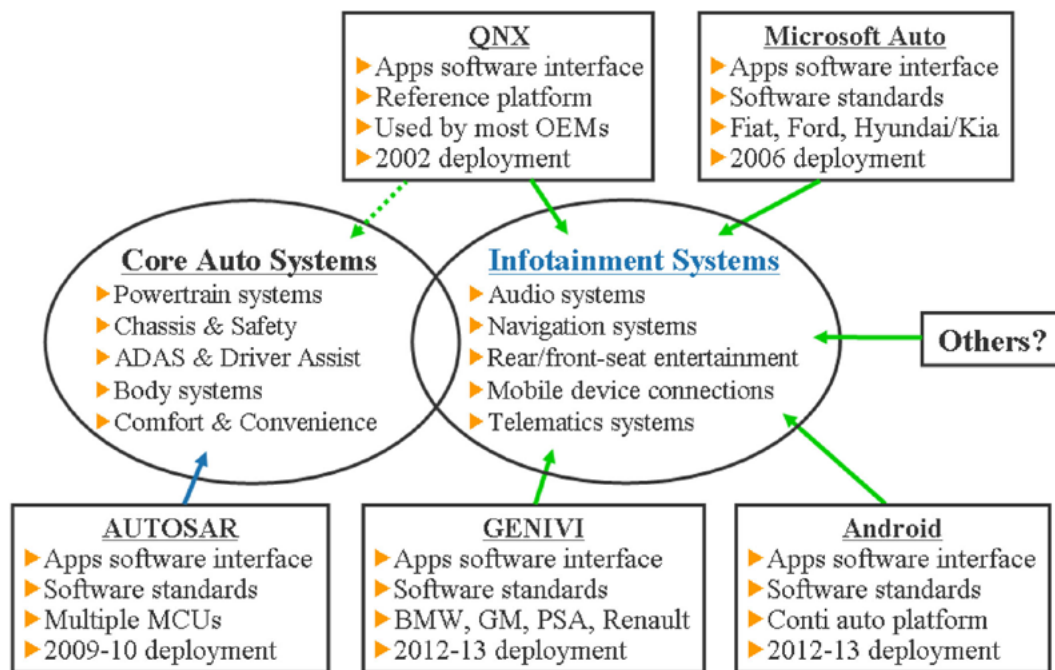 QNX
Apps software interface
Reference platform
Used by most OEMs
2002 deployment
Microsoft Auto
Apps software interface
Software standards
Fiat, Ford, Hyundai/Kia
2006 deployment
Core Auto Systems
Powertrain systems
Chassis & Safety
ADAS & Driver Assist
Body systems
Comfort & Convenience
Infotainment Systems
Audio systems
Navigation systems
Rear/front-seat entertainment
Mobile device connections
Telematics systems
Others?
AUTOSAR
Apps software interface
Software standards
Multiple MCUs
2009-10 deployment
GENIVI
Apps software interface
Software standards
BMW, GM, PSA, Renault
2012-13 deployment
Android
Apps software interface
Software standards
Conti auto platform
2012-13 deployment